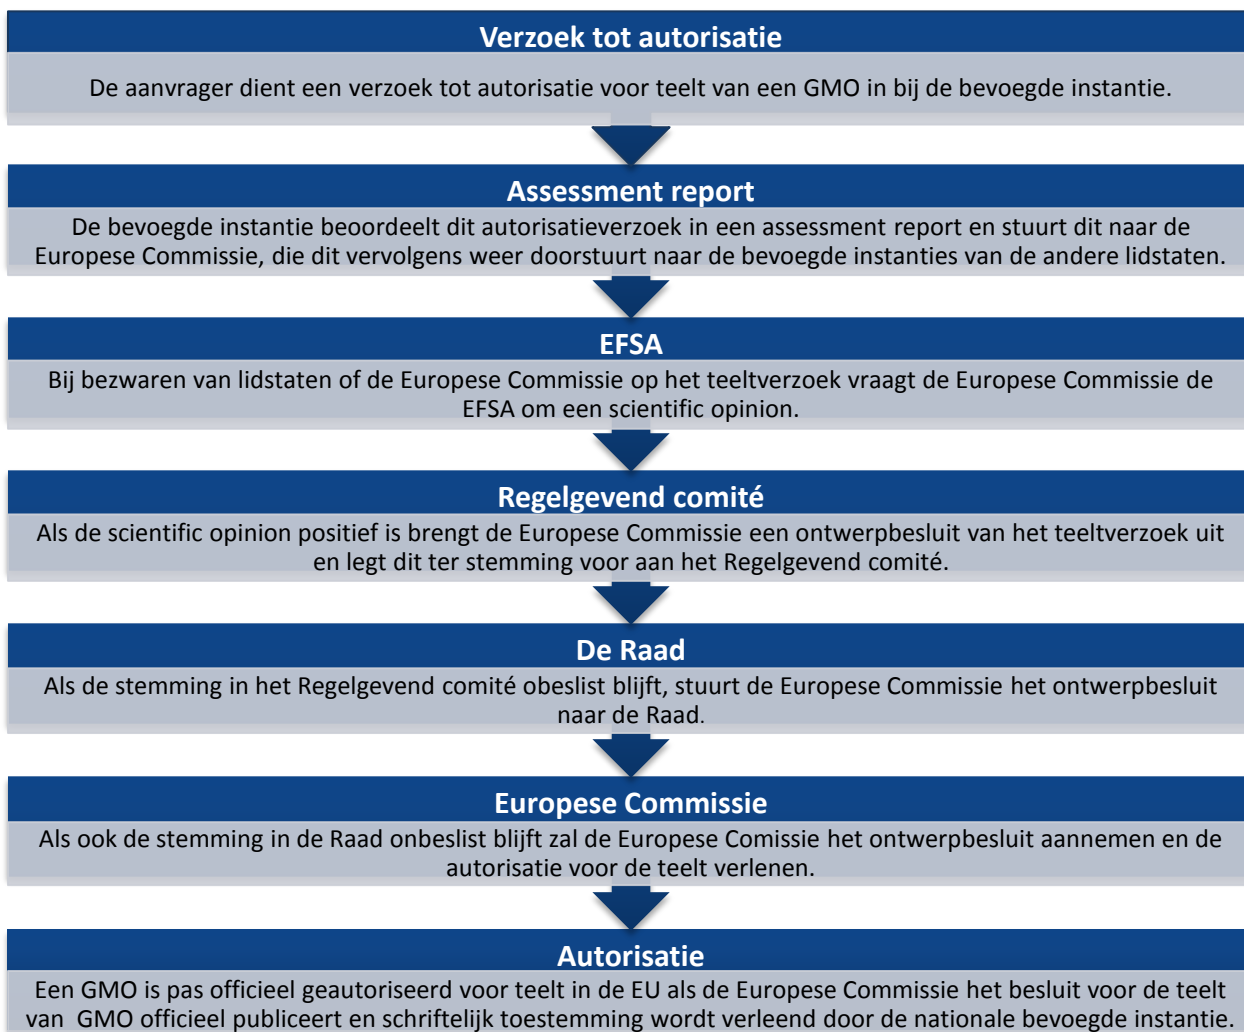 Verzoek tot autorisatie
De aanvrager dient een verzoek tot autorisatie voor teelt van een GMO in bij de bevoegde instantie.
Assessment report
De bevoegde instantie beoordeelt dit autorisatieverzoek in een assessment report en stuurt dit naar de
Europese Commissie, die dit vervolgens weer doorstuurt naar de bevoegde instanties van de andere lidstaten.
EFSA
Bij bezwaren van lidstaten of de Europese Commissie op het teeltverzoek vraagt de Europese Commissie de
EFSA om een scientific opinion.
Regelgevend comité
Als de scientific opinion positief is brengt de Europese Commissie een ontwerpbesluit van het teeltverzoek uit
en legt dit ter stemming voor aan het Regelgevend comité.
De Raad
Als de stemming in het Regelgevend comité obeslist blijft, stuurt de Europese Commissie het ontwerpbesluit
naar de Raad.
Europese Commissie
Als ook de stemming in de Raad onbeslist blijft zal de Europese Comissie het ontwerpbesluit aannemen en de
autorisatie voor de teelt verlenen.
Autorisatie
Een GMO is pas officieel geautoriseerd voor teelt in de EU als de Europese Commissie het besluit voor de teelt
van GMO officieel publiceert en schriftelijk toestemming wordt verleend door de nationale bevoegde instantie.